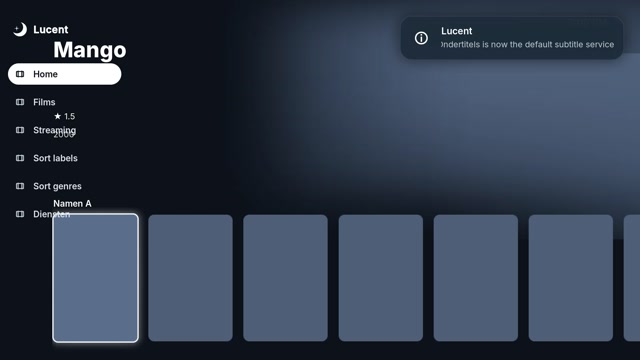 Lucent
Mango
Home
Films
★ 1.5
Streaming
2000
Sort labels
Sort genres
Namen A
Diensten
Lucent
Ondertitels is now the default subtitle service